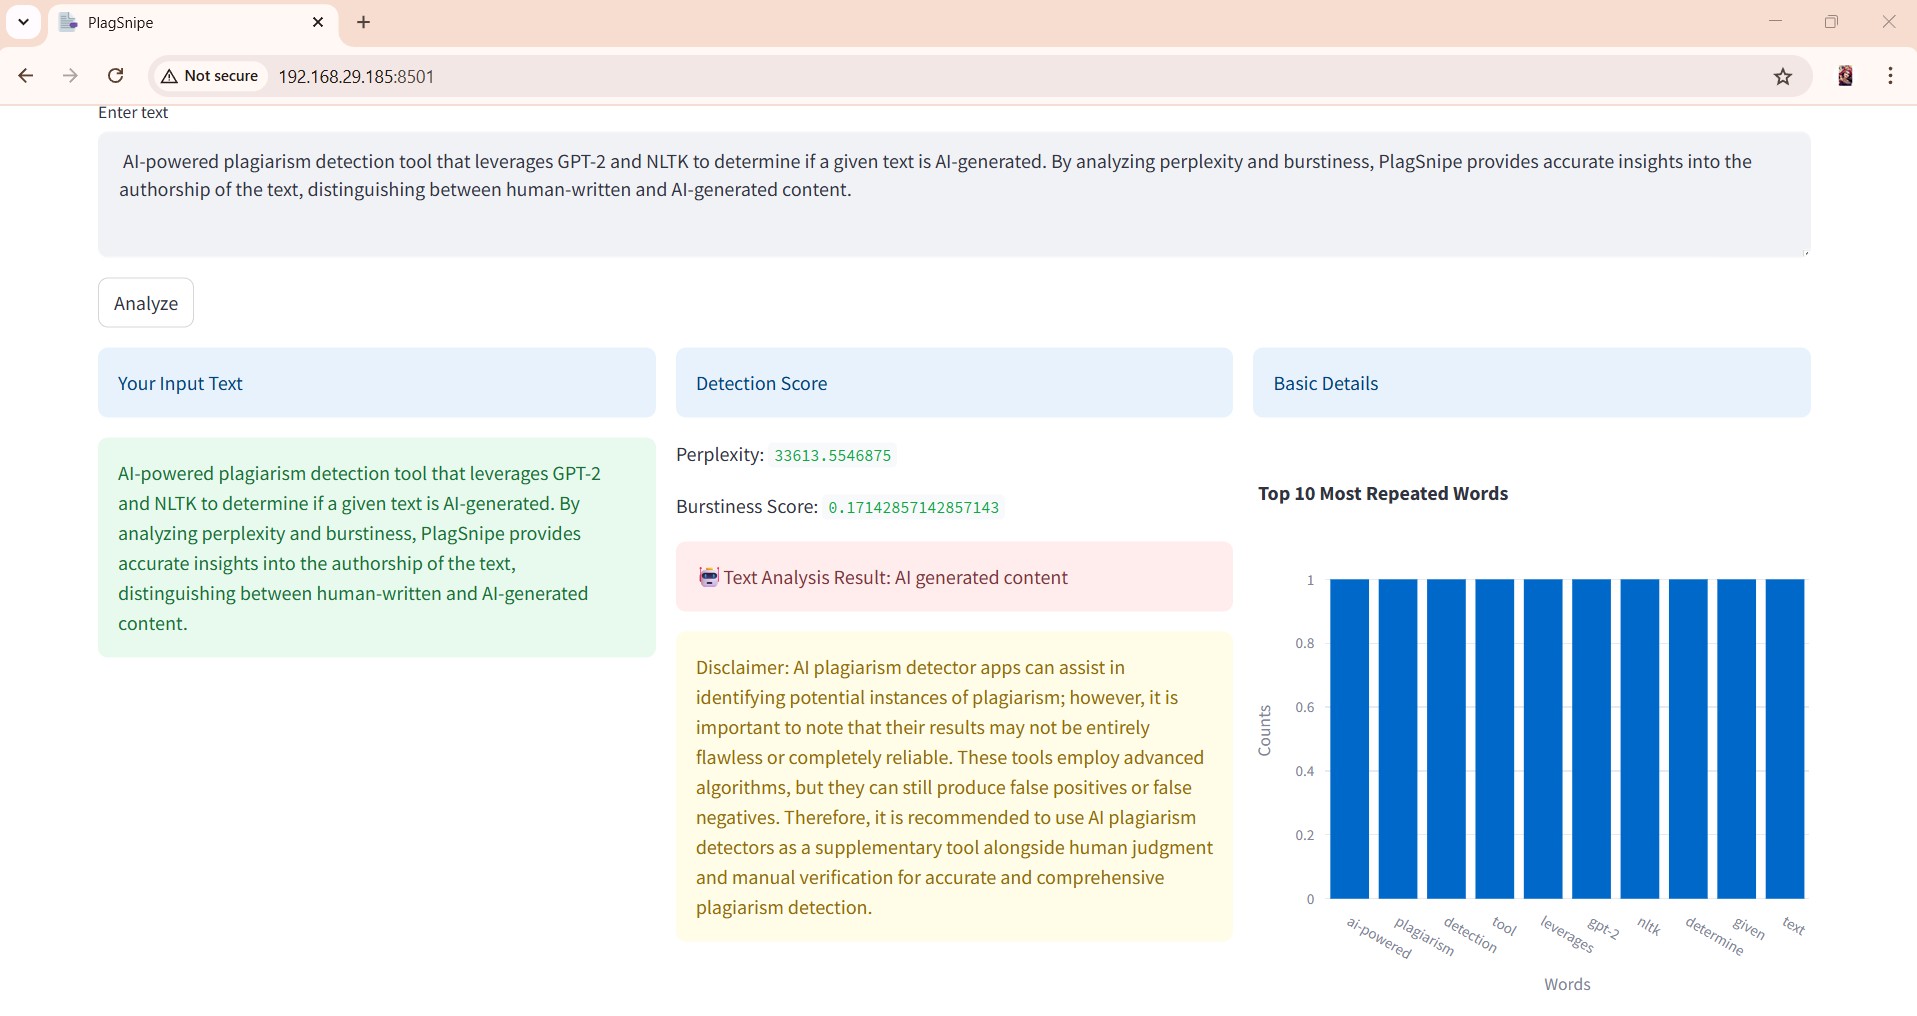 PlagSnipe
Not secure
192.168.29.185:8501
Enter text
AI-powered plagiarism detection tool that leverages GPT-2 and NLTK to determine if a given text is AI-generated. By analyzing perplexity and burstiness, PlagSnipe provides accurate insights into the
authorship of the text, distinguishing between human-written and AI-generated content.
Analyze
Your Input Text
AI-powered plagiarism detection tool that leverages GPT-2
and NLTK to determine if a given text is AI-generated. By
analyzing perplexity and burstiness, PlagSnipe provides
accurate insights into the authorship of the text,
distinguishing between human-written and AI-generated
content.
Detection Score
Perplexity: 33613.5546875
Burstiness Score: 0.17142857142857143
Text Analysis Result: AI generated content
Disclaimer: AI plagiarism detector apps can assist in
identifying potential instances of plagiarism; however, it is
important to note that their results may not be entirely
flawless or completely reliable. These tools employ advanced
algorithms, but they can still produce false positives or false
negatives. Therefore, it is recommended to use AI plagiarism
detectors as a supplementary tool alongside human judgment
and manual verification for accurate and comprehensive
plagiarism detection.
Basic Details
Top 10 Most Repeated Words
1
0.8
0.6
0.4
0.2
0
Counts
ai-powered
plagiarism
detection
tool
leverages
gpt-2
nltk
determine
given
text
Words